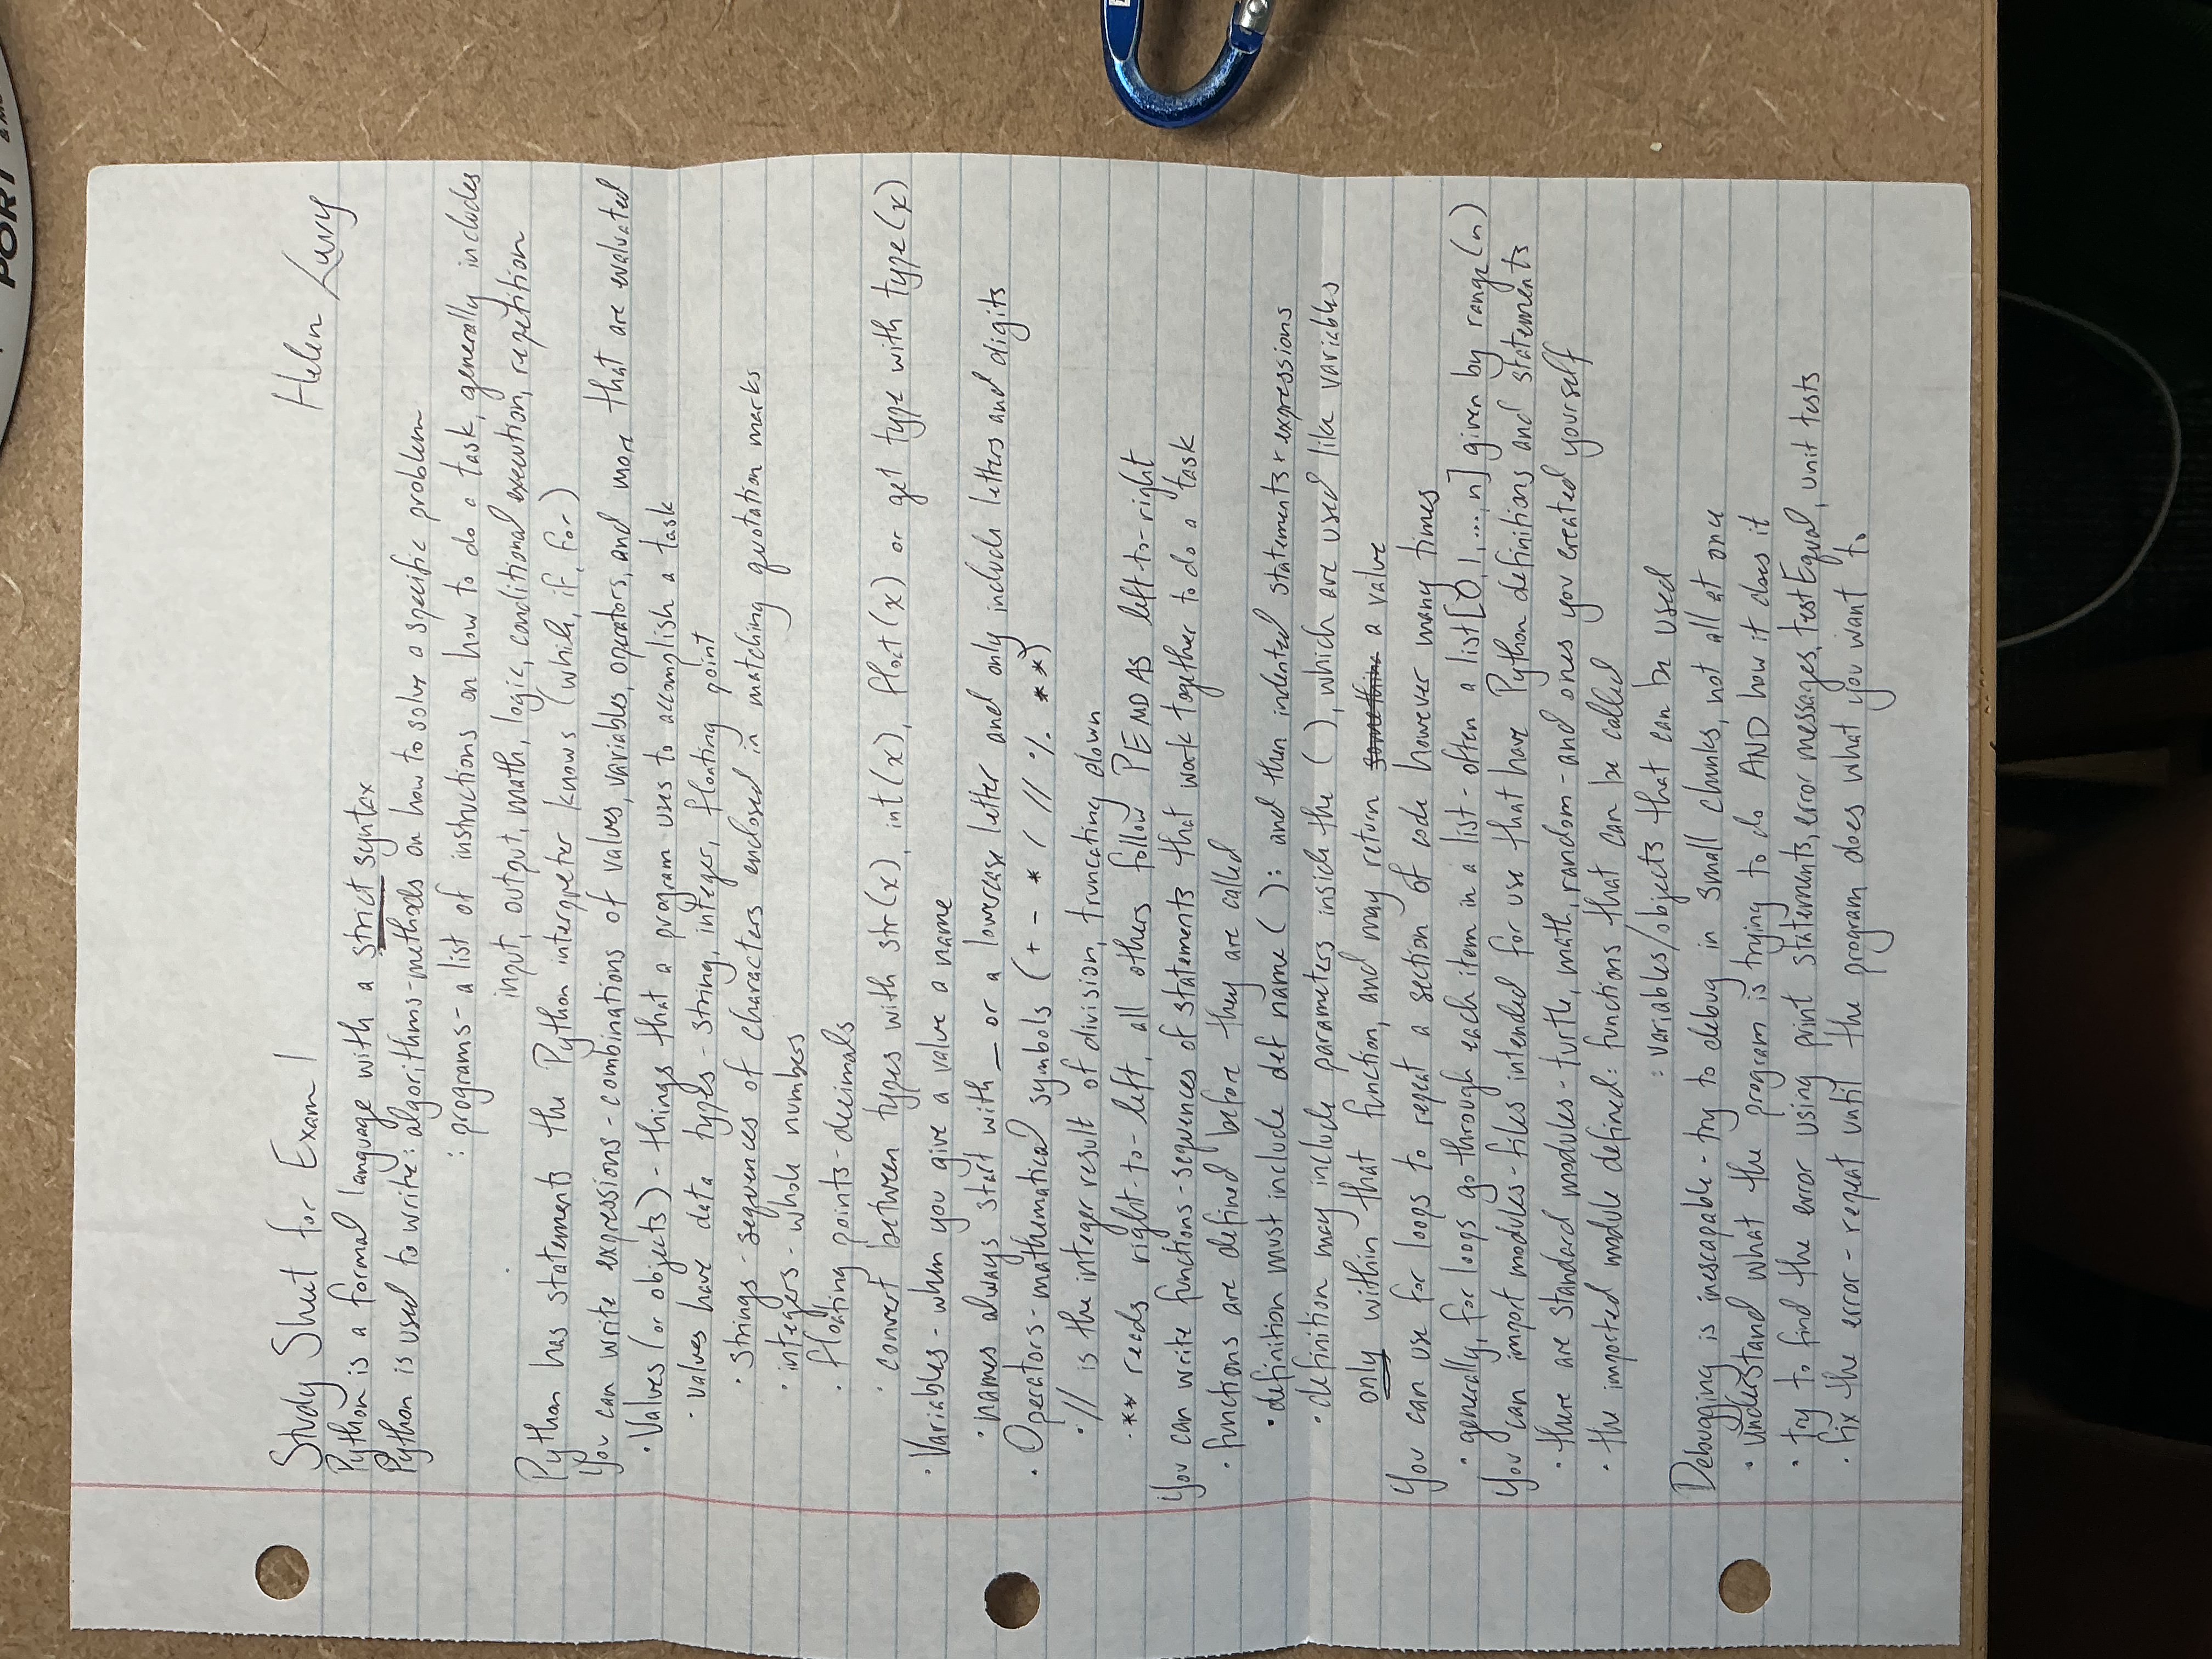 PORT
Study Sheet for Exam 1
Helen
Python is a formal language with a strict syntax
Python is used to write: algorithms - methods on how to solve a specific problem
: programs - a list of instructions on how to do a task, generally includes
input, output, math, logic, conditional execution, repetition
Python has statements the Python interpreter knows (while, if, for)
You can write expressions - combinations of values, variables, operators, and more that are evaluated
· Values (or objects) - things that a program uses to accomplish a task
· values have data types - string, integer, floating point
· strings - sequences of characters enclosed in matching quotation marks
· integers - whole numbers
· floating points - decimals
· convert between types with str(x), int(x), float(x) or get type with type(x)
· Variables - when you give a value a name
· names always start with _ or a lowercase letter and only include letters and digits
· Operators - mathematical symbols (+ - * / // % **)
· // is the integer result of division, truncating down
· ** reads right-to-left, all others follow PEMDAS left-to-right
You can write functions - sequences of statements that work together to do a task
· functions are defined before they are called
· definition must include def name ( ): and then indented statements + expressions
· definition may include parameters inside the ( ), which are used like variables
only within that function, and may return something a value
You can use for loops to repeat a section of code however many times
· generally, for loops go through each item in a list - often a list [0, 1, ..., n] given by range(n)
You can import modules - files intended for use that have Python definitions and statements
· there are standard modules - turtle, math, random - and ones you created yourself
· the imported module defined: functions that can be called
: variables/objects that can be used
Debugging is inescapable - try to debug in small chunks, not all at once
· understand what the program is trying to do AND how it does it
· try to find the error using print statements, error messages, testEqual, unit tests
· fix the error - repeat until the program does what you want to